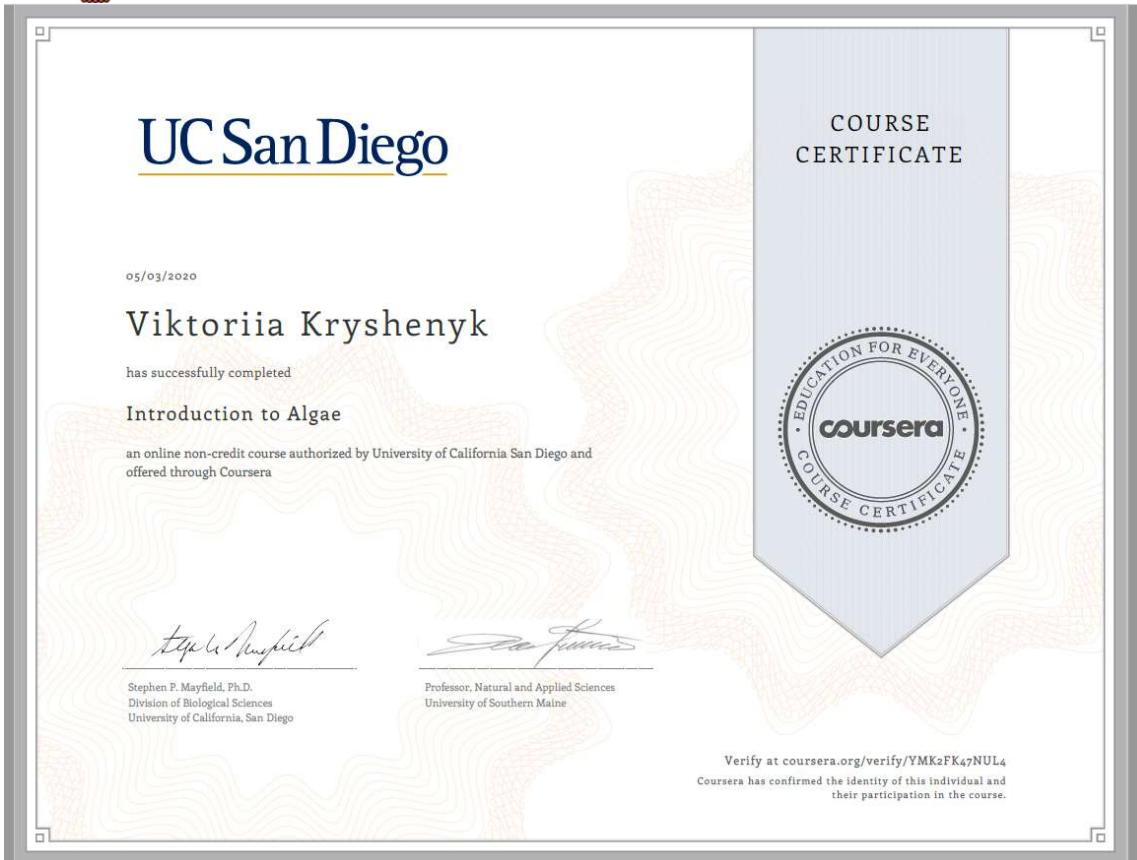 UC San Diego
COURSE
CERTIFICATE
05/03/2020
Viktoriia Kryshenyk
has successfully completed
Introduction to Algae
an online non-credit course authorized by University of California San Diego and
offered through Coursera
EDUCATION FOR EVERYONE
coursera
COURSE CERTIFICATE
Stephen P. Mayfield, Ph.D.
Division of Biological Sciences
University of California, San Diego
Professor, Natural and Applied Sciences
University of Southern Maine
Verify at coursera.org/verify/YMK2FK47NUL4
Coursera has confirmed the identity of this individual and
their participation in the course.